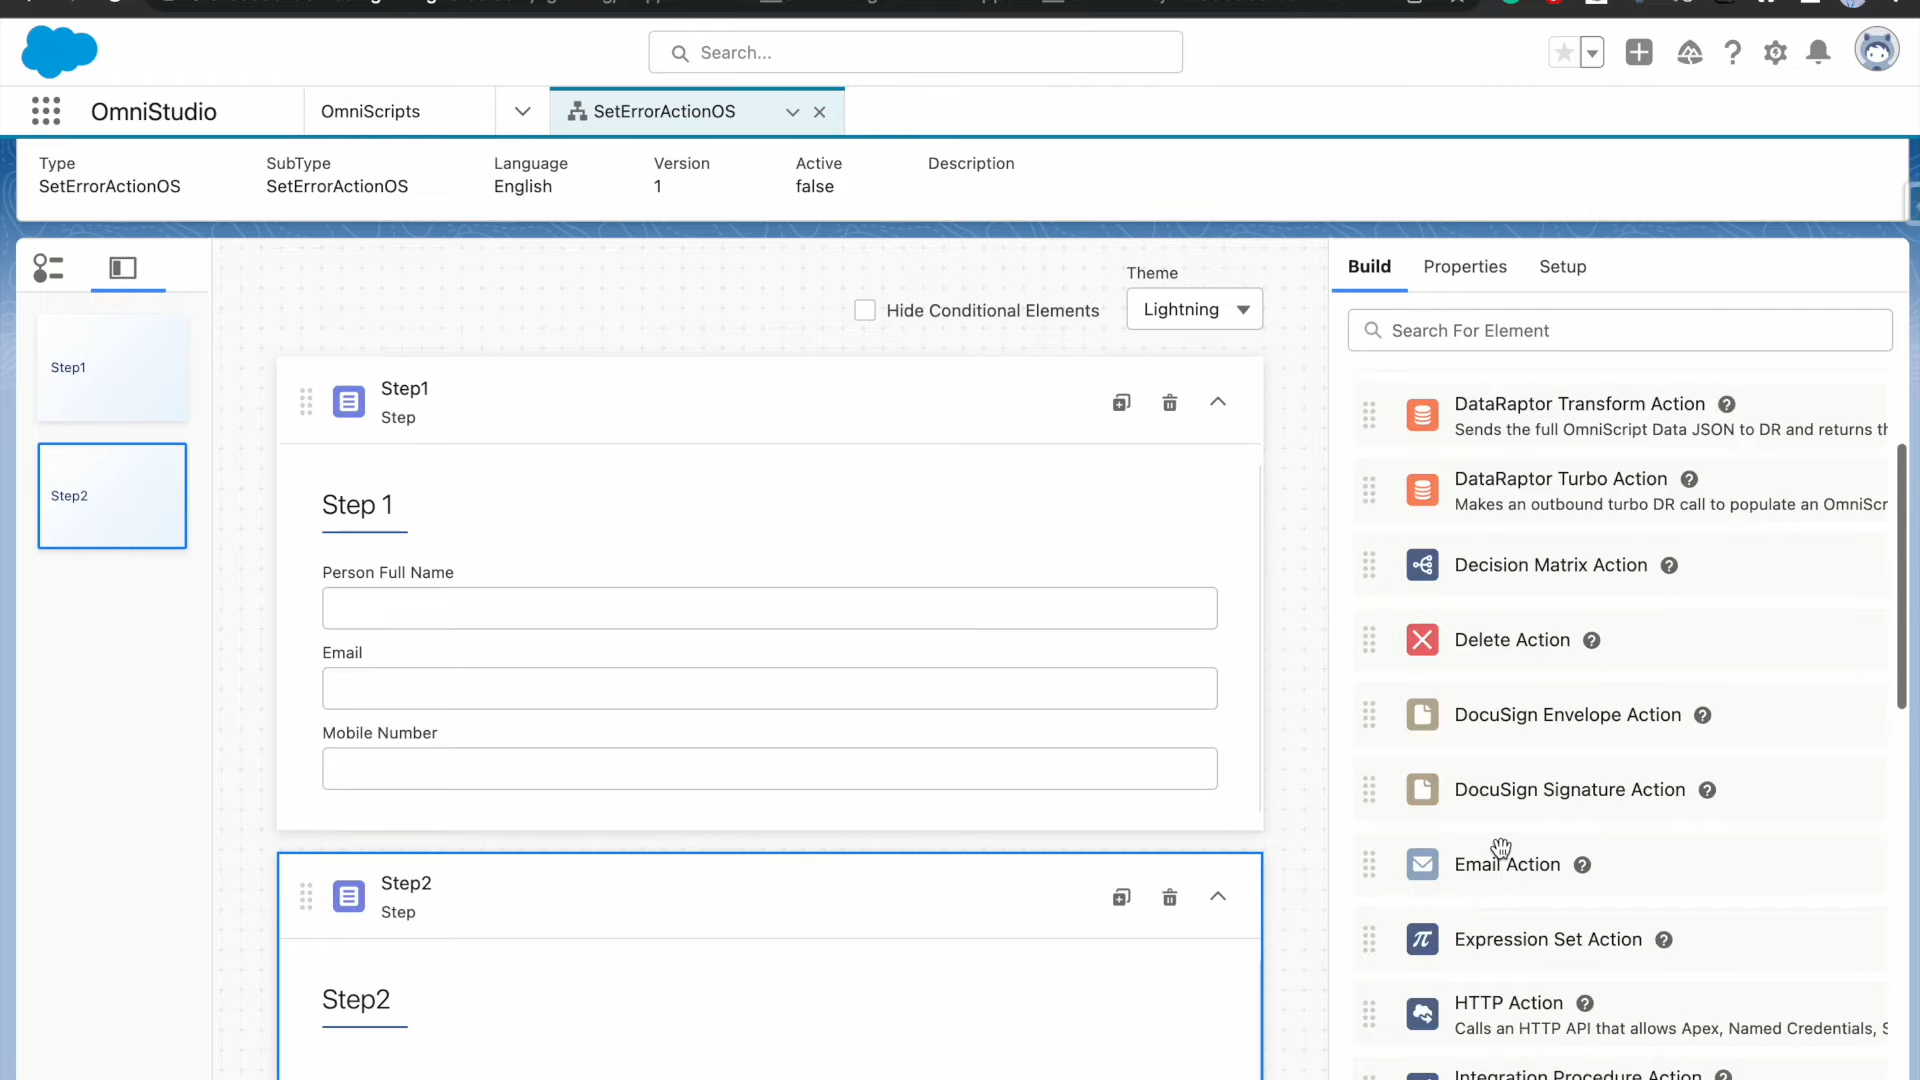 Search...
OmniStudio
OmniScripts
SetErrorActionOS
Type
SetErrorActionOS
SubType
SetErrorActionOS
Language
English
Version
1
Active
false
Description
Step1
Step2
Theme
Hide Conditional Elements
Lightning
Step1
Step
Step 1
Person Full Name
Email
Mobile Number
Step2
Step
Step2
Build
Properties
Setup
Search For Element
DataRaptor Transform Action
Sends the full OmniScript Data JSON to DR and returns th
DataRaptor Turbo Action
Makes an outbound turbo DR call to populate an OmniScr
Decision Matrix Action
Delete Action
DocuSign Envelope Action
DocuSign Signature Action
Email Action
Expression Set Action
HTTP Action
Calls an HTTP API that allows Apex, Named Credentials, S
Integration Procedure Action